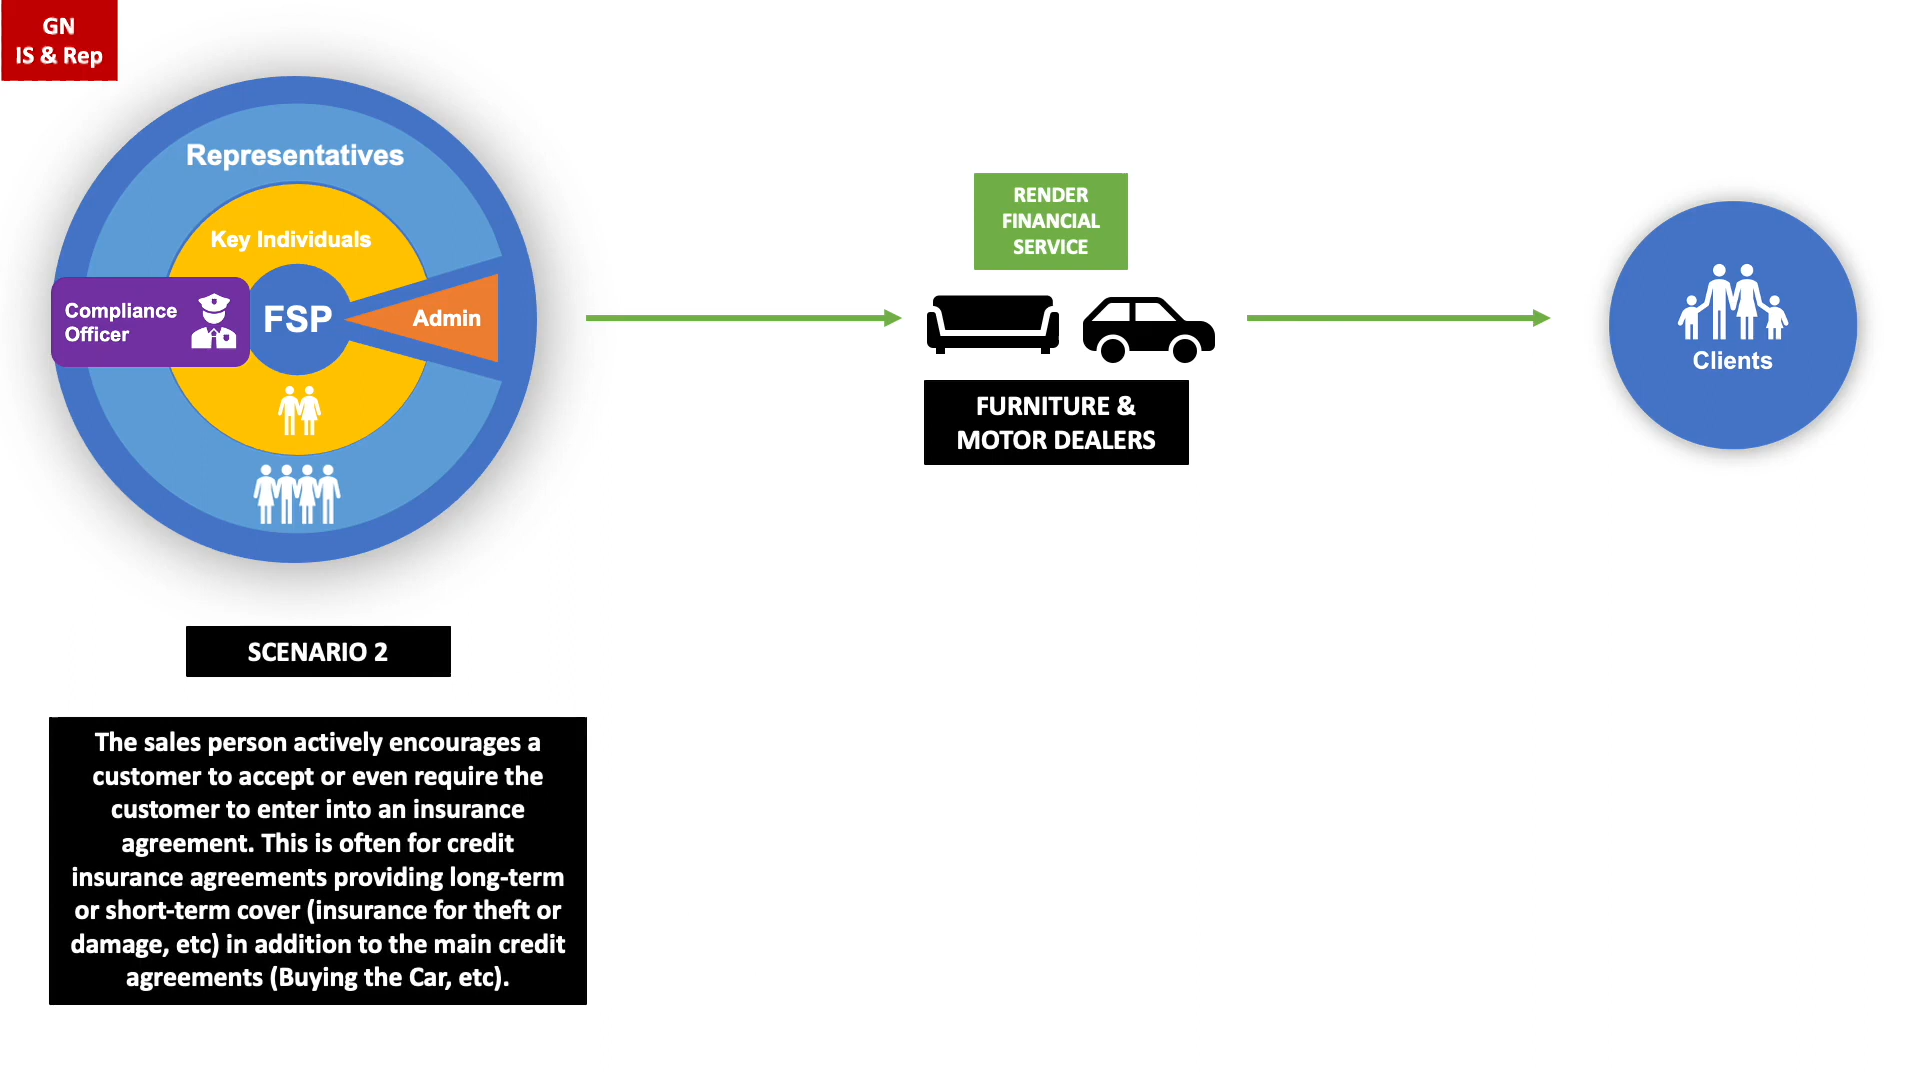 GN
IS & Rep
Representatives
Key Individuals
Compliance
Officer
FSP
Admin
RENDER
FINANCIAL
SERVICE
FURNITURE &
MOTOR DEALERS
Clients
SCENARIO 2
The sales person actively encourages a
customer to accept or even require the
customer to enter into an insurance
agreement. This is often for credit
insurance agreements providing long-term
or short-term cover (insurance for theft or
damage, etc) in addition to the main credit
agreements (Buying the Car, etc).